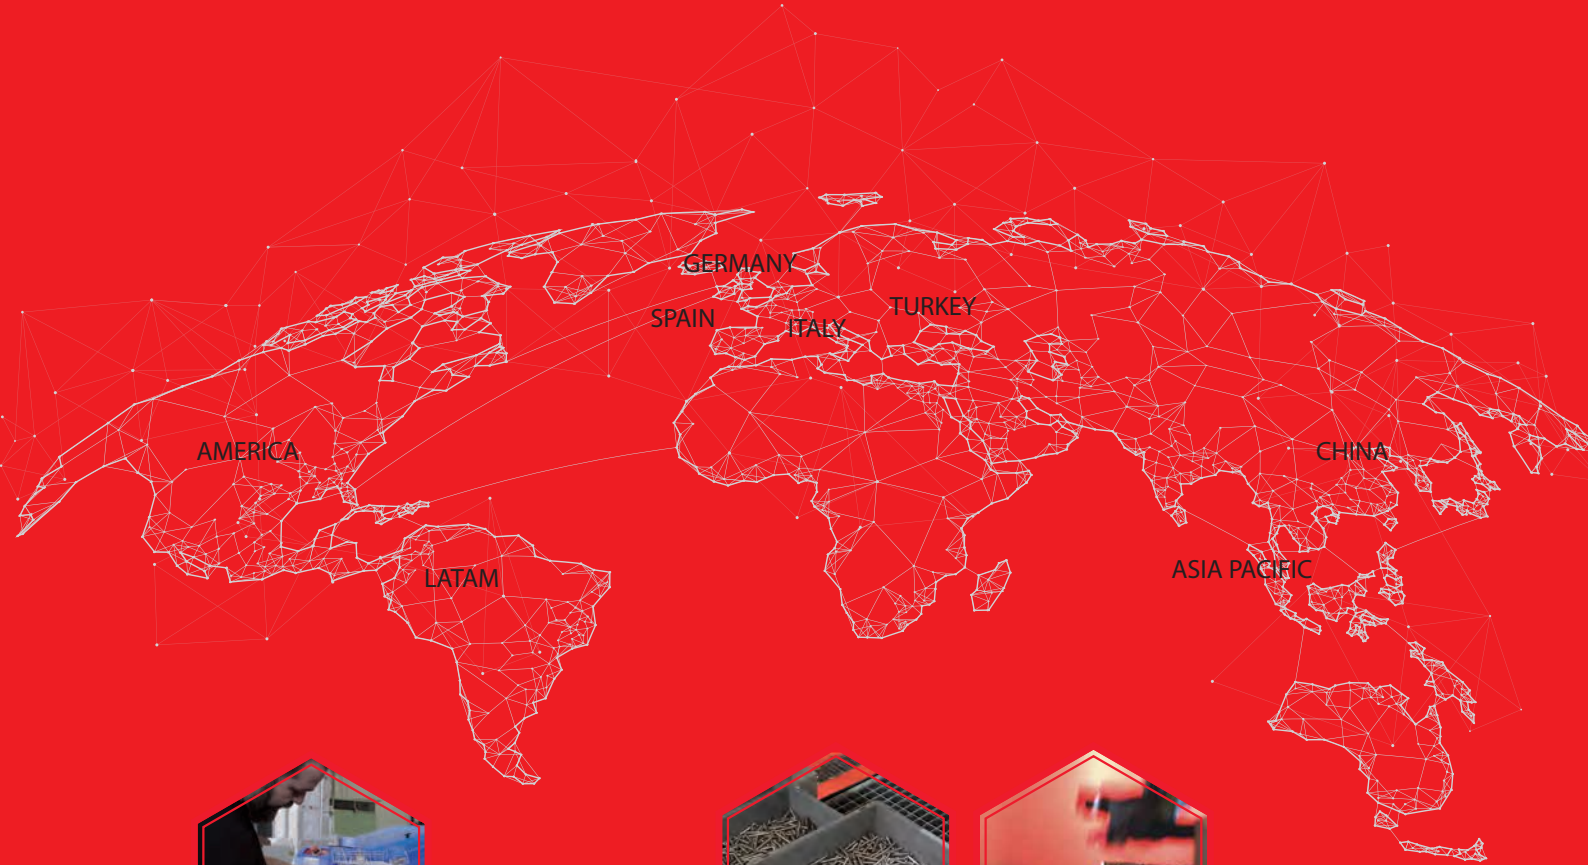 GERMANY
TURKEY
SPAIN
ITALY
AMERICA
CHINA
LATAM
ASIA PACIFIC